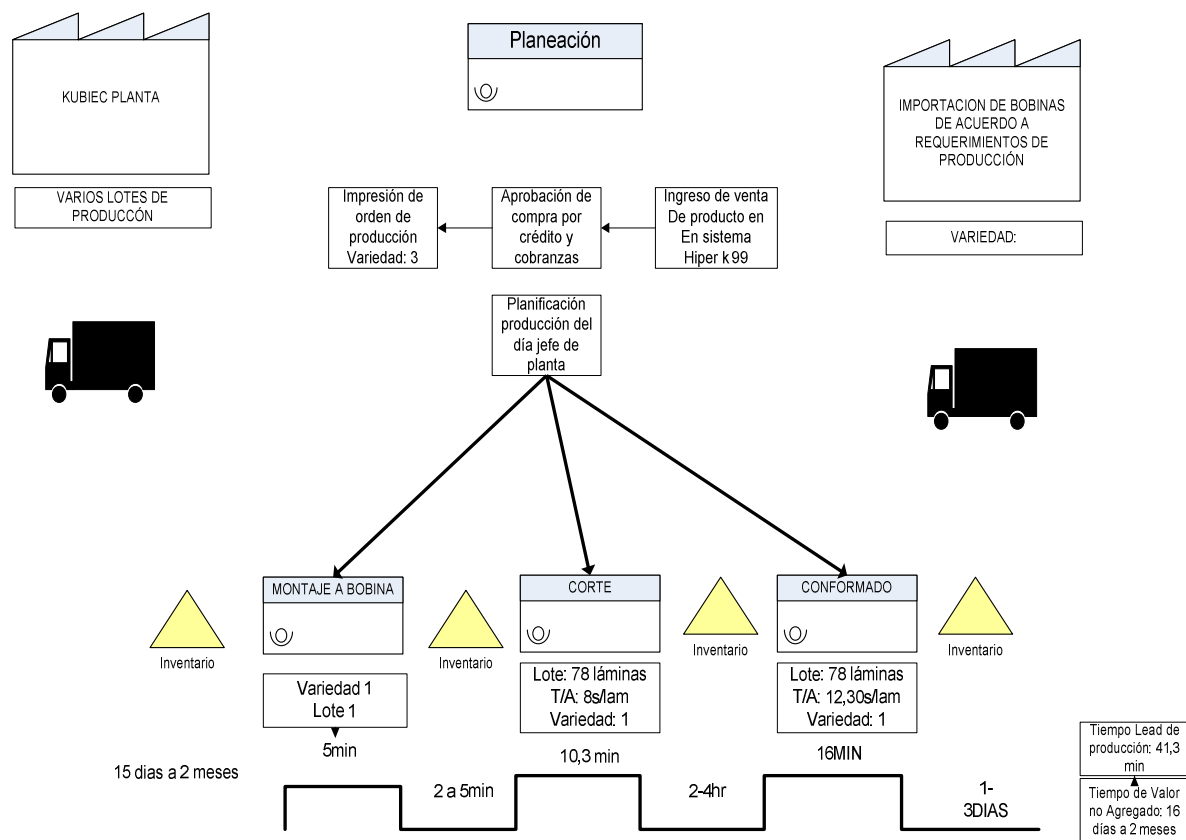 Planeación
KUBIEC PLANTA
IMPORTACION DE BOBINAS
DE ACUERDO A
REQUERIMIENTOS DE
PRODUCCIÓN
VARIOS LOTES DE
PRODUCCÓN
Impresión de
orden de
producción
Variedad: 3
Aprobación de
compra por
crédito y
cobranzas
Ingreso de venta
De producto en
En sistema
Hiper k 99
VARIEDAD:
Planificación
producción del
día jefe de
planta
MONTAJE A BOBINA
CORTE
CONFORMADO
Inventario
Inventario
Inventario
Inventario
Variedad 1
Lote 1
Lote: 78 láminas
T/A: 8s/lam
Variedad: 1
Lote: 78 láminas
T/A: 12,30s/lam
Variedad: 1
5min
10,3 min
16MIN
15 dias a 2 meses
2 a 5min
2-4hr
1-
3DIAS
Tiempo Lead de
producción: 41,3
min
Tiempo de Valor
no Agregado: 16
días a 2 meses